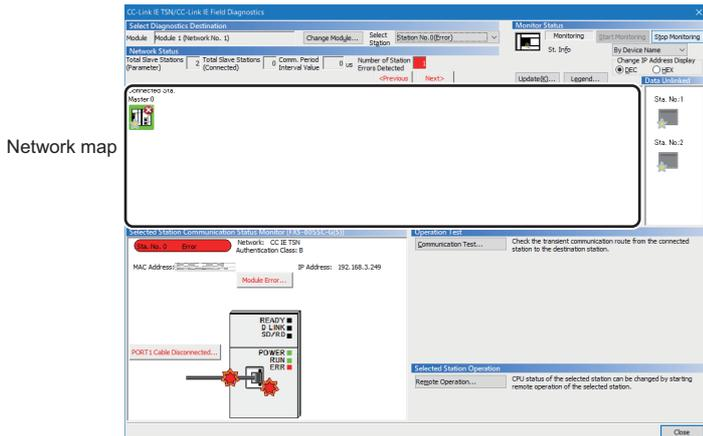 CC-Link IE TSN/CC-Link IE Field Diagnostics
Select Diagnostics Destination
Monitor Status
Module Module 1 (Network No. 1)
Change Module...
Select Station
Station No.0(Error)
Monitoring
Start Monitoring
Stop Monitoring
St. Info
By Device Name
Network Status
Total Slave Stations (Parameter) 2
Total Slave Stations (Connected) 0
Comm. Period Interval Value 0 us
Number of Station Errors Detected 1
<Previous
Next>
Change IP Address Display
DEC
HEX
Update(K)...
Legend...
Data Unlinked
Network map
Connected Sta.
Master:0
Sta. No:1
Sta. No:2
Selected Station Communication Status Monitor (FX5-80SSC-G(S))
Sta. No. 0 Error
Network: CC IE TSN
Authentication Class: B
MAC Address:
IP Address: 192.168.3.249
Module Error...
READY
D LINK
SD/RD
POWER
RUN
ERR
PORT1 Cable Disconnected...
Operation Test
Communication Test...
Check the transient communication route from the connected
station to the destination station.
Selected Station Operation
Remote Operation...
CPU status of the selected station can be changed by starting
remote operation of the selected station.
Close